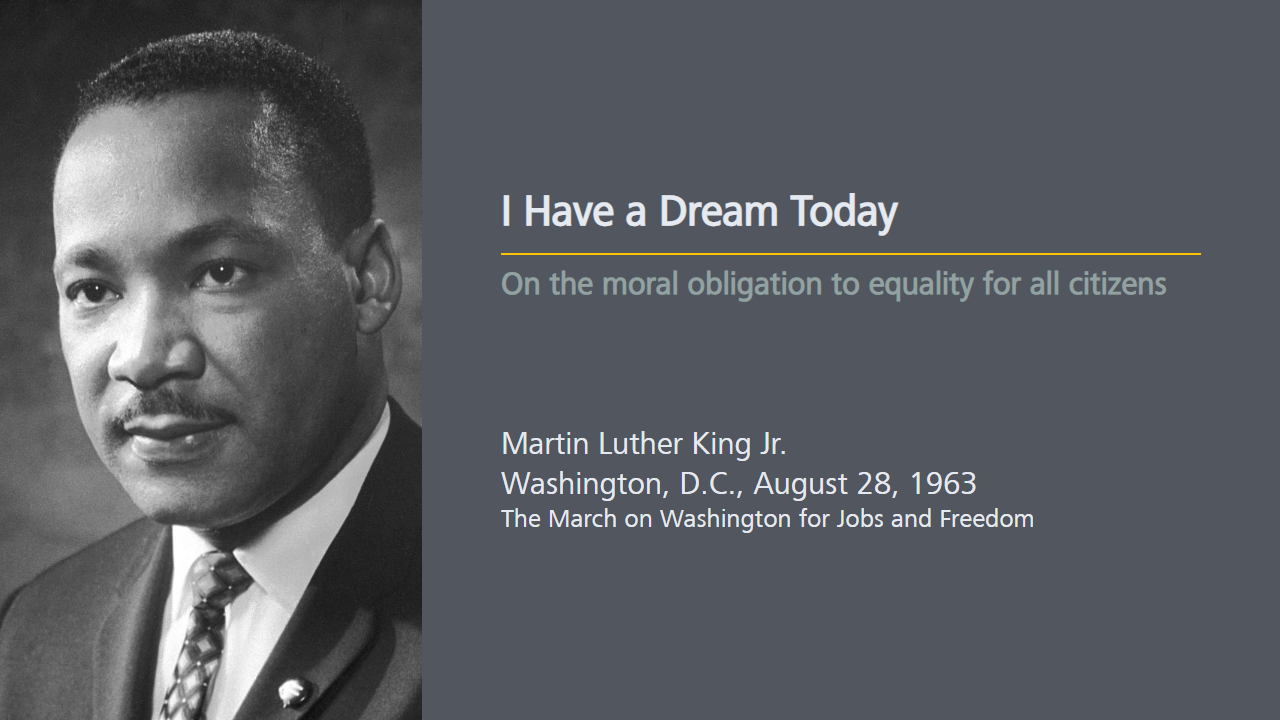 I Have a Dream Today
On the moral obligation to equality for all citizens
Martin Luther King Jr.
Washington, D.C., August 28, 1963
The March on Washington for Jobs and Freedom